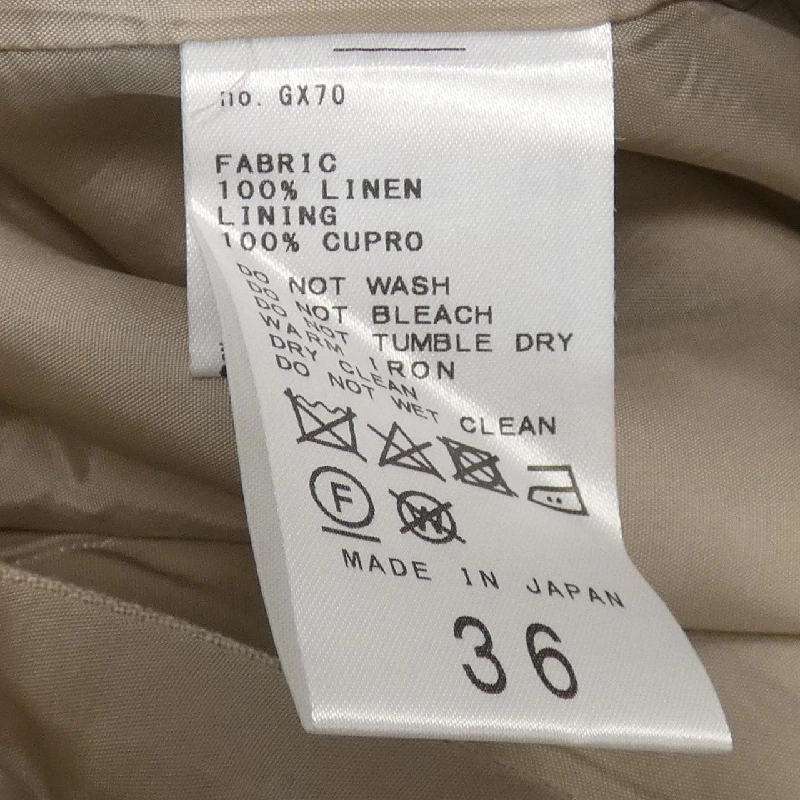 no. GX70
FABRIC
100% LINEN
LINING
100% CUPRO
DO NOT WASH
DO NOT BLEACH
DO NOT TUMBLE DRY
WARM IRON
DRY CLEAN
DO NOT WET CLEAN
F
W
MADE IN JAPAN
36